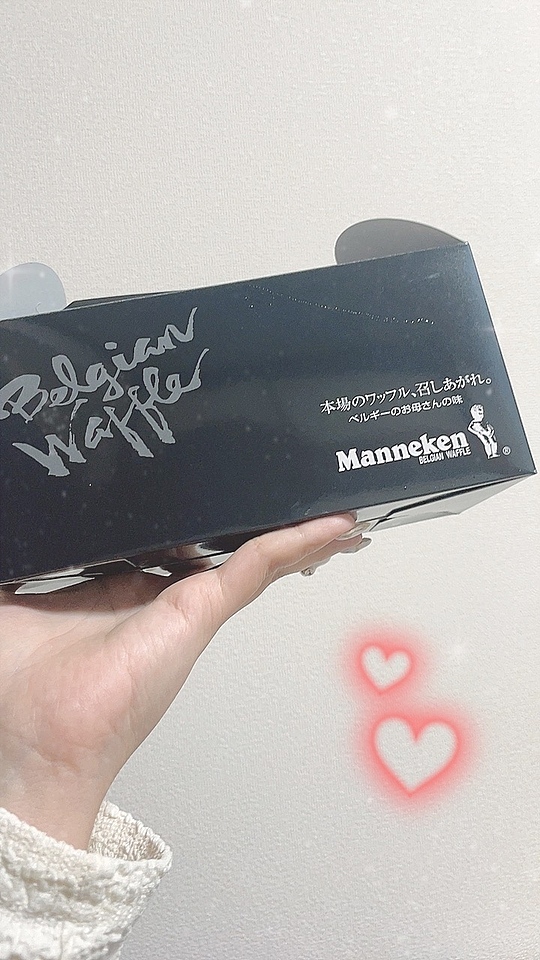 Belgian
Waffle
本場のワッフル、召しあがれ。
ベルギーのお母さんの味
Manneken
BELGIAN WAFFLE
®